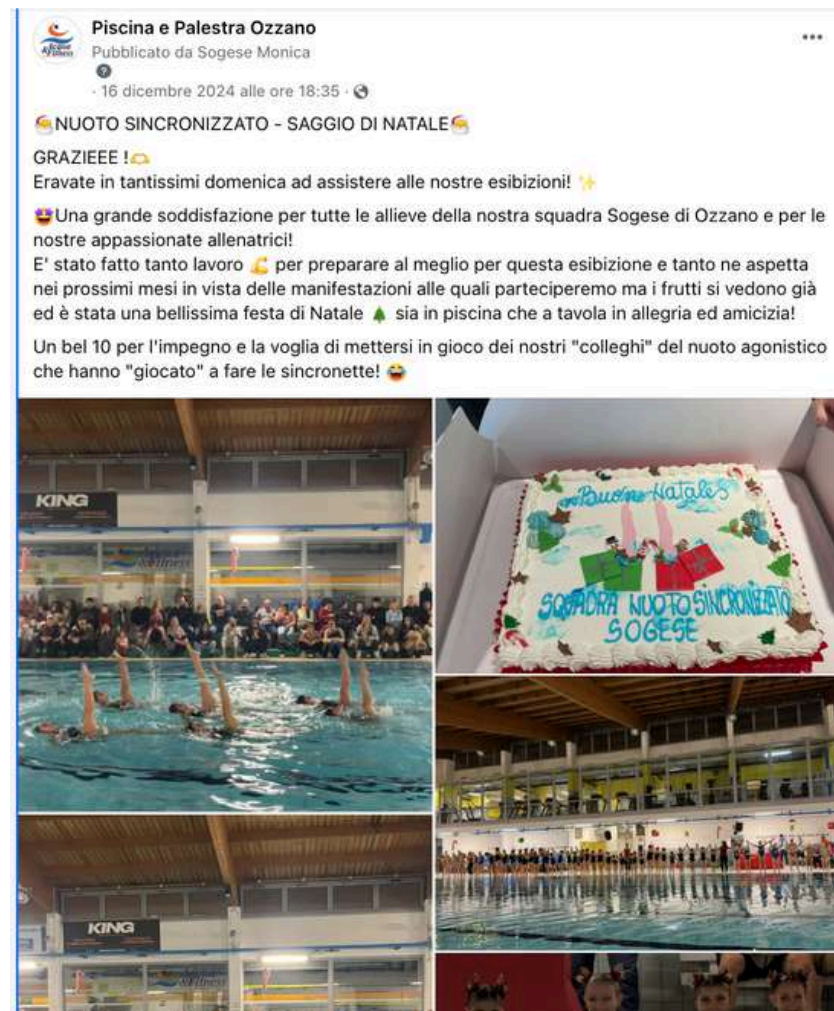 Piscina e Palestra Ozzano
Pubblicato da Sogese Monica
· 16 dicembre 2024 alle ore 18:35 ·
🎅NUOTO SINCRONIZZATO - SAGGIO DI NATALE🎅
GRAZIEEE !🫶
Eravate in tantissimi domenica ad assistere alle nostre esibizioni! ✨
🤩Una grande soddisfazione per tutte le allieve della nostra squadra Sogese di Ozzano e per le
nostre appassionate allenatrici!
E' stato fatto tanto lavoro 💪 per preparare al meglio per questa esibizione e tanto ne aspetta
nei prossimi mesi in vista delle manifestazioni alle quali parteciperemo ma i frutti si vedono già
ed è stata una bellissima festa di Natale 🎄 sia in piscina che a tavola in allegria ed amicizia!
Un bel 10 per l'impegno e la voglia di mettersi in gioco dei nostri "colleghi" del nuoto agonistico
che hanno "giocato" a fare le sincronette! 😂
KING
&Fitness
Buon Natale
SQUADRA NUOTO SINCRONIZZATO
SOGESE
KING
&Fitness